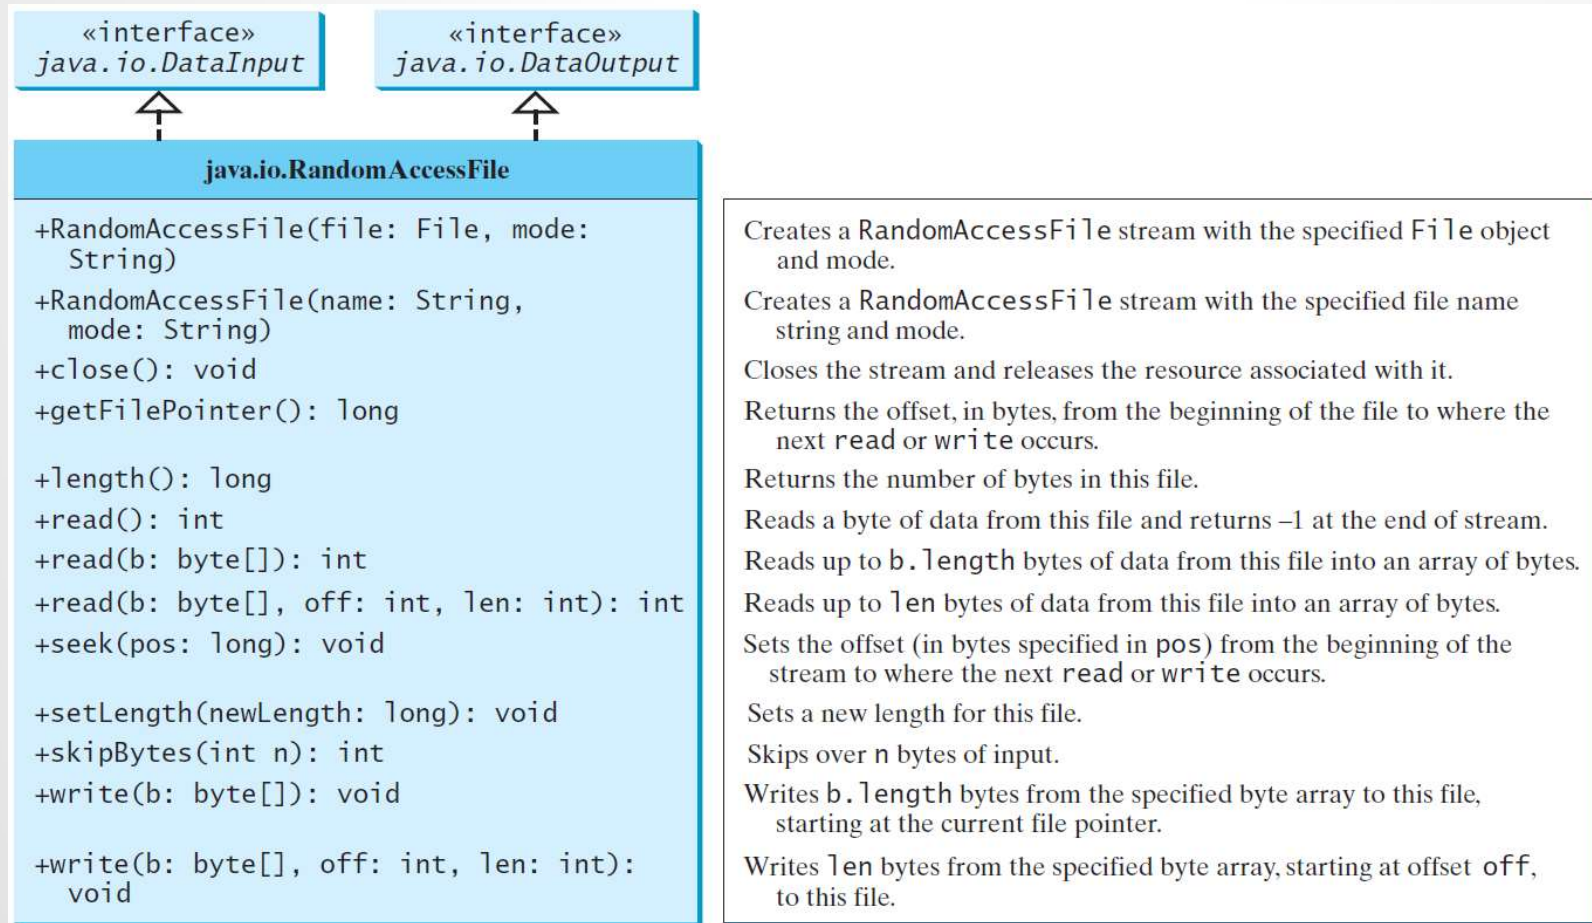 «interface»
java.io.DataInput
«interface»
java.io.DataOutput
java.io.RandomAccessFile
+RandomAccessFile(file: File, mode:
String)
Creates a RandomAccessFile stream with the specified File object
and mode.
+RandomAccessFile(name: String,
mode: String)
Creates a RandomAccessFile stream with the specified file name
string and mode.
+close(): void
Closes the stream and releases the resource associated with it.
+getFilePointer(): long
Returns the offset, in bytes, from the beginning of the file to where the
next read or write occurs.
+length(): long
Returns the number of bytes in this file.
+read(): int
Reads a byte of data from this file and returns –1 at the end of stream.
+read(b: byte[]): int
Reads up to b.length bytes of data from this file into an array of bytes.
+read(b: byte[], off: int, len: int): int
Reads up to len bytes of data from this file into an array of bytes.
+seek(pos: long): void
Sets the offset (in bytes specified in pos) from the beginning of the
stream to where the next read or write occurs.
+setLength(newLength: long): void
Sets a new length for this file.
+skipBytes(int n): int
Skips over n bytes of input.
+write(b: byte[]): void
Writes b.length bytes from the specified byte array to this file,
starting at the current file pointer.
+write(b: byte[], off: int, len: int):
void
Writes len bytes from the specified byte array, starting at offset off,
to this file.